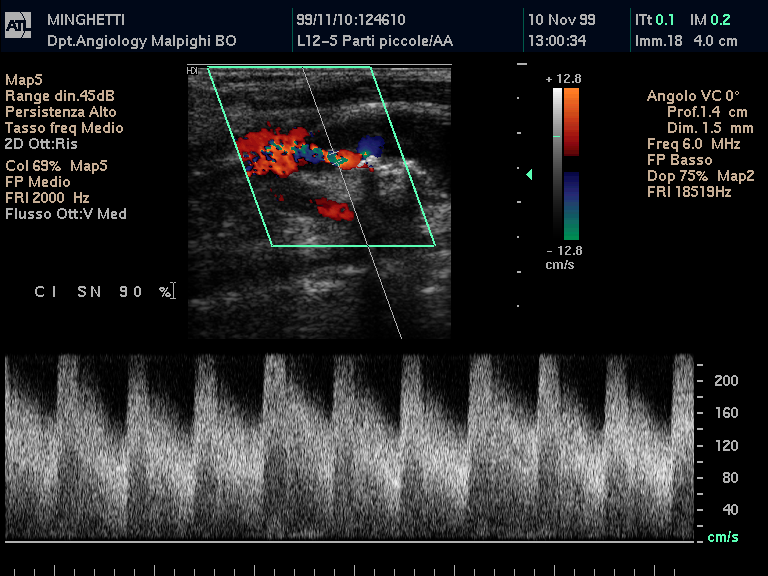 ATL
MINGHETTI
Dpt.Angiology Malpighi BO
99/11/10:124610
L12-5 Parti piccole/AA
10 Nov 99
13:00:34
ITt 0.1 IM 0.2
Imm.18 4.0 cm
Map5
Range din.45dB
Persistenza Alto
Tasso freq Medio
2D Ott:Ris
Col 69% Map5
FP Medio
FRI 2000 Hz
Flusso Ott:V Med
CI SN 90 %
HDI
+ 12.8
- 12.8
cm/s
Angolo VC 0°
Prof.1.4 cm
Dim. 1.5 mm
Freq 6.0 MHz
FP Basso
Dop 75% Map2
FRI 18519Hz
200
160
120
80
40
cm/s